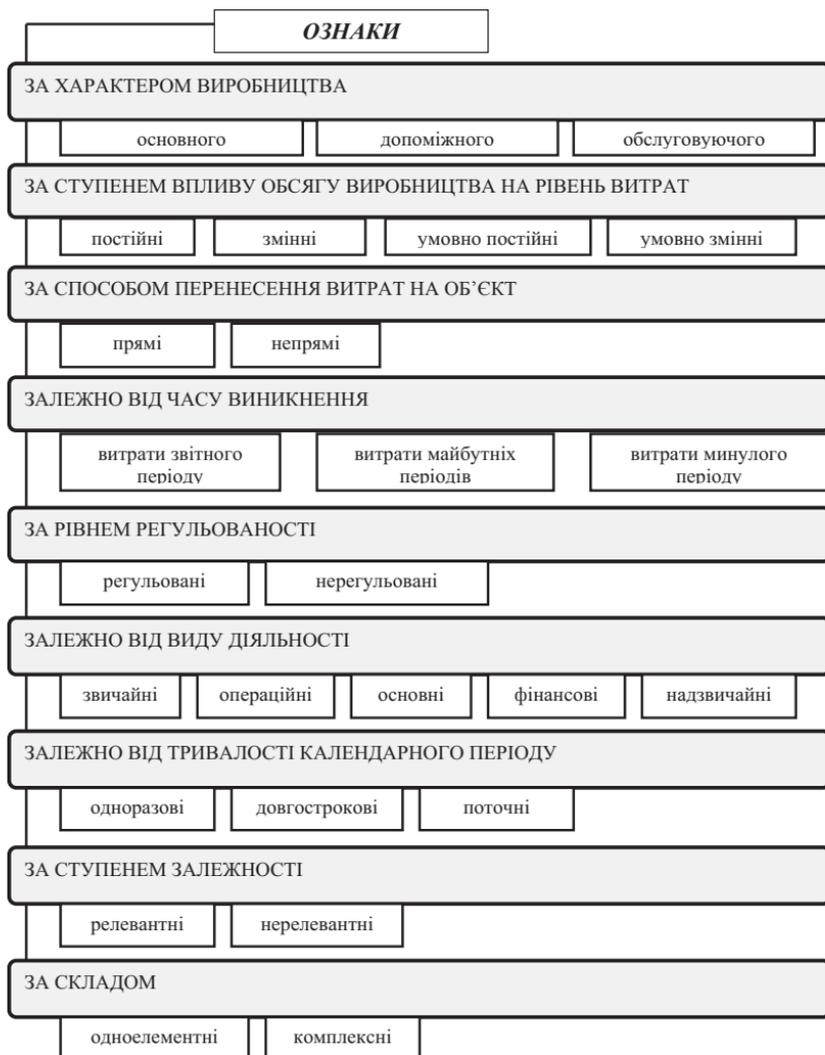 ОЗНАКИ
ЗА ХАРАКТЕРОМ ВИРОБНИЦТВА
основного допоміжного обслуговуючого
ЗА СТУПЕНЕМ ВПЛИВУ ОБСЯГУ ВИРОБНИЦТВА НА РІВЕНЬ ВИТРАТ
постійні змінні умовно постійні умовно змінні
ЗА СПОСОБОМ ПЕРЕНЕСЕННЯ ВИТРАТ НА ОБ’ЄКТ
прямі непрямі
ЗАЛЕЖНО ВІД ЧАСУ ВИНИКНЕННЯ
витрати звітного
періоду
витрати майбутніх
періодів
витрати минулого
періоду
ЗА РІВНЕМ РЕГУЛЬОВАНОСТІ
регульовані нерегульовані
ЗАЛЕЖНО ВІД ВИДУ ДІЯЛЬНОСТІ
звичайні операційні основні фінансові надзвичайні
ЗАЛЕЖНО ВІД ТРИВАЛОСТІ КАЛЕНДАРНОГО ПЕРІОДУ
одноразові довгострокові поточні
ЗА СТУПЕНЕМ ЗАЛЕЖНОСТІ
релевантні нерелевантні
ЗА СКЛАДОМ
одноелементні комплексні